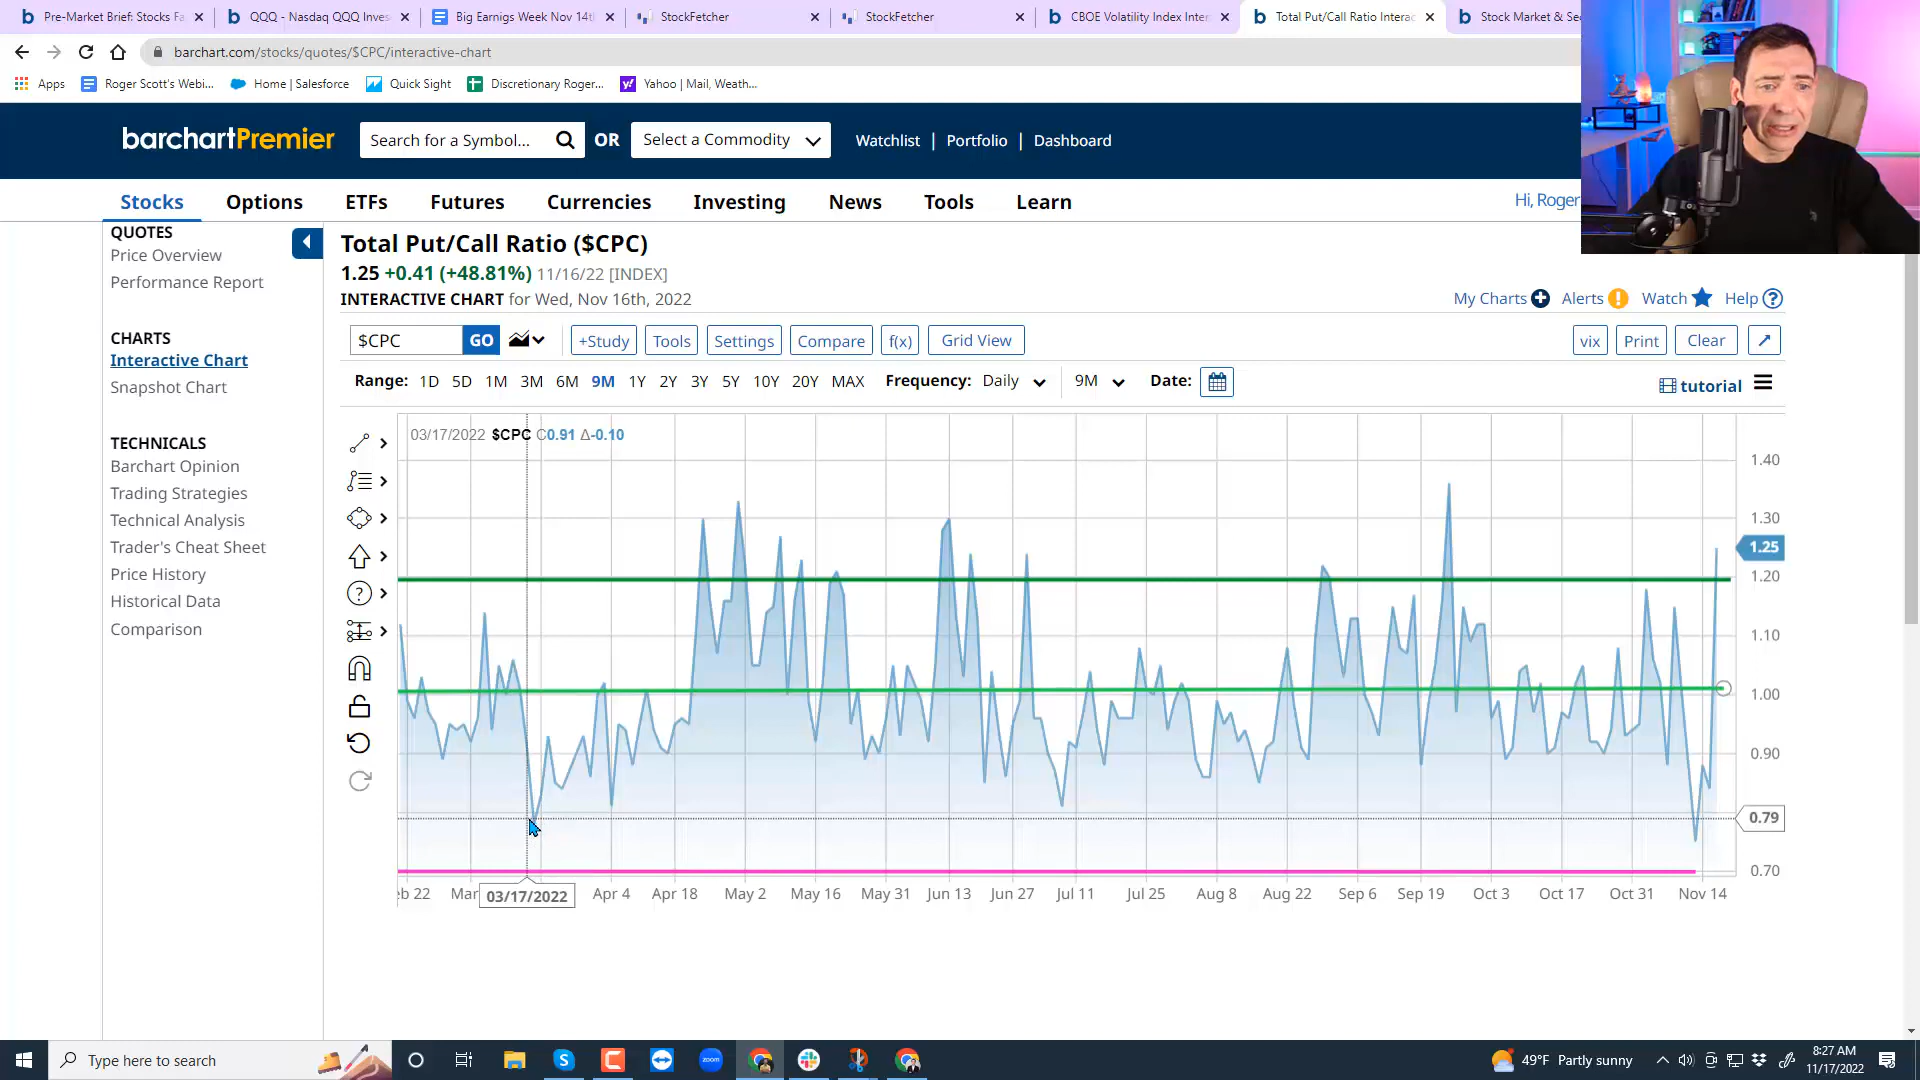 Pre-Market Brief: Stocks Fa
QQQ - Nasdaq QQQ Inves
Big Earnigs Week Nov 14th
StockFetcher
StockFetcher
CBOE Volatility Index Inter
Total Put/Call Ratio Interac
Stock Market & Sec
barchart.com/stocks/quotes/$CPC/interactive-chart
Apps
Roger Scott's Webi...
Home | Salesforce
Quick Sight
Discretionary Roger...
Yahoo | Mail, Weath...
barchartPremier
Search for a Symbol...
OR
Select a Commodity
Watchlist | Portfolio | Dashboard
Stocks
Options
ETFs
Futures
Currencies
Investing
News
Tools
Learn
Hi, Roger
QUOTES
Price Overview
Performance Report
CHARTS
Interactive Chart
Snapshot Chart
TECHNICALS
Barchart Opinion
Trading Strategies
Technical Analysis
Trader's Cheat Sheet
Price History
Historical Data
Comparison
Total Put/Call Ratio ($CPC)
1.25 +0.41 (+48.81%) 11/16/22 [INDEX]
INTERACTIVE CHART for Wed, Nov 16th, 2022
My Charts
Alerts
Watch
Help
$CPC
GO
+Study
Tools
Settings
Compare
f(x)
Grid View
vix
Print
Clear
Range: 1D 5D 1M 3M 6M 9M 1Y 2Y 3Y 5Y 10Y 20Y MAX
Frequency: Daily
9M
Date:
tutorial
03/17/2022 $CPC C0.91 Δ-0.10
1.40
1.30
1.25
1.20
1.10
1.00
0.90
0.79
0.70
eb 22
Mar
03/17/2022
Apr 4
Apr 18
May 2
May 16
May 31
Jun 13
Jun 27
Jul 11
Jul 25
Aug 8
Aug 22
Sep 6
Sep 19
Oct 3
Oct 17
Oct 31
Nov 14
Type here to search
zoom
49°F Partly sunny
8:27 AM
11/17/2022